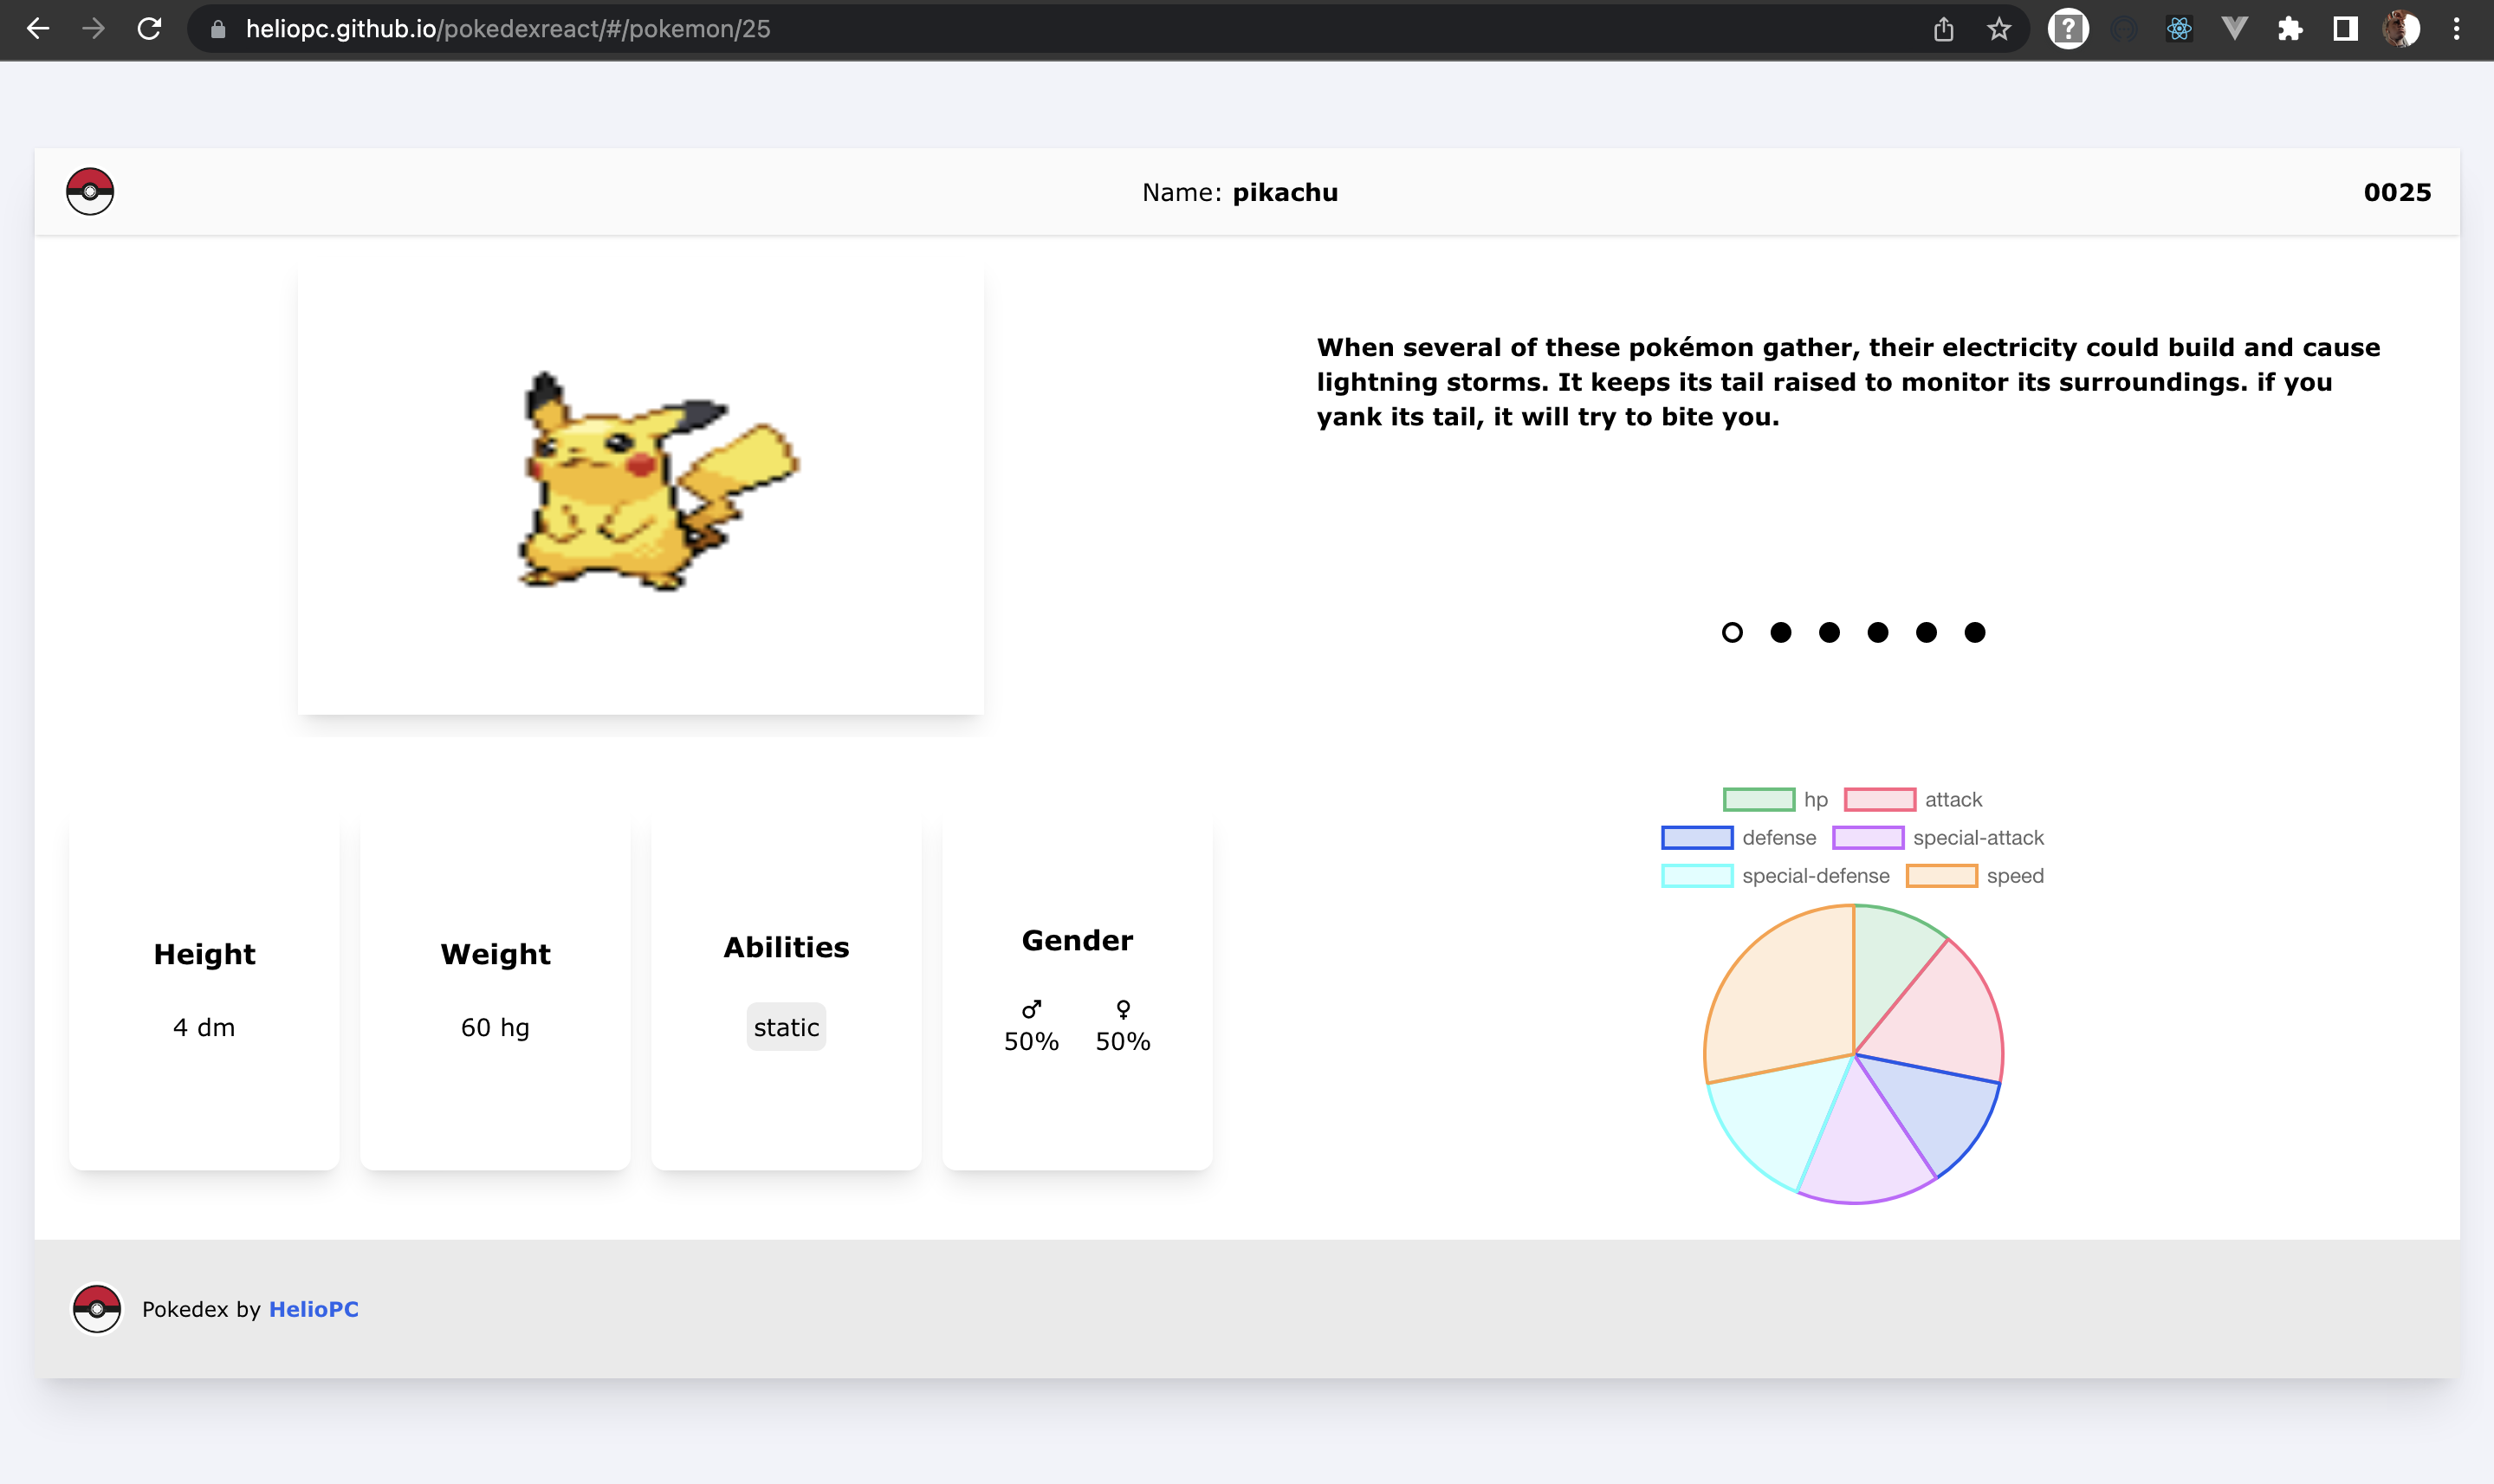 heliopc.github.io/pokedexreact/#/pokemon/25
?
Name: pikachu
0025
When several of these pokémon gather, their electricity could build and cause
lightning storms. It keeps its tail raised to monitor its surroundings. if you
yank its tail, it will try to bite you.
hp attack
defense special-attack
special-defense speed
Height
4 dm
Weight
60 hg
Abilities
static
Gender
♂ ♀
50% 50%
Pokedex by HelioPC